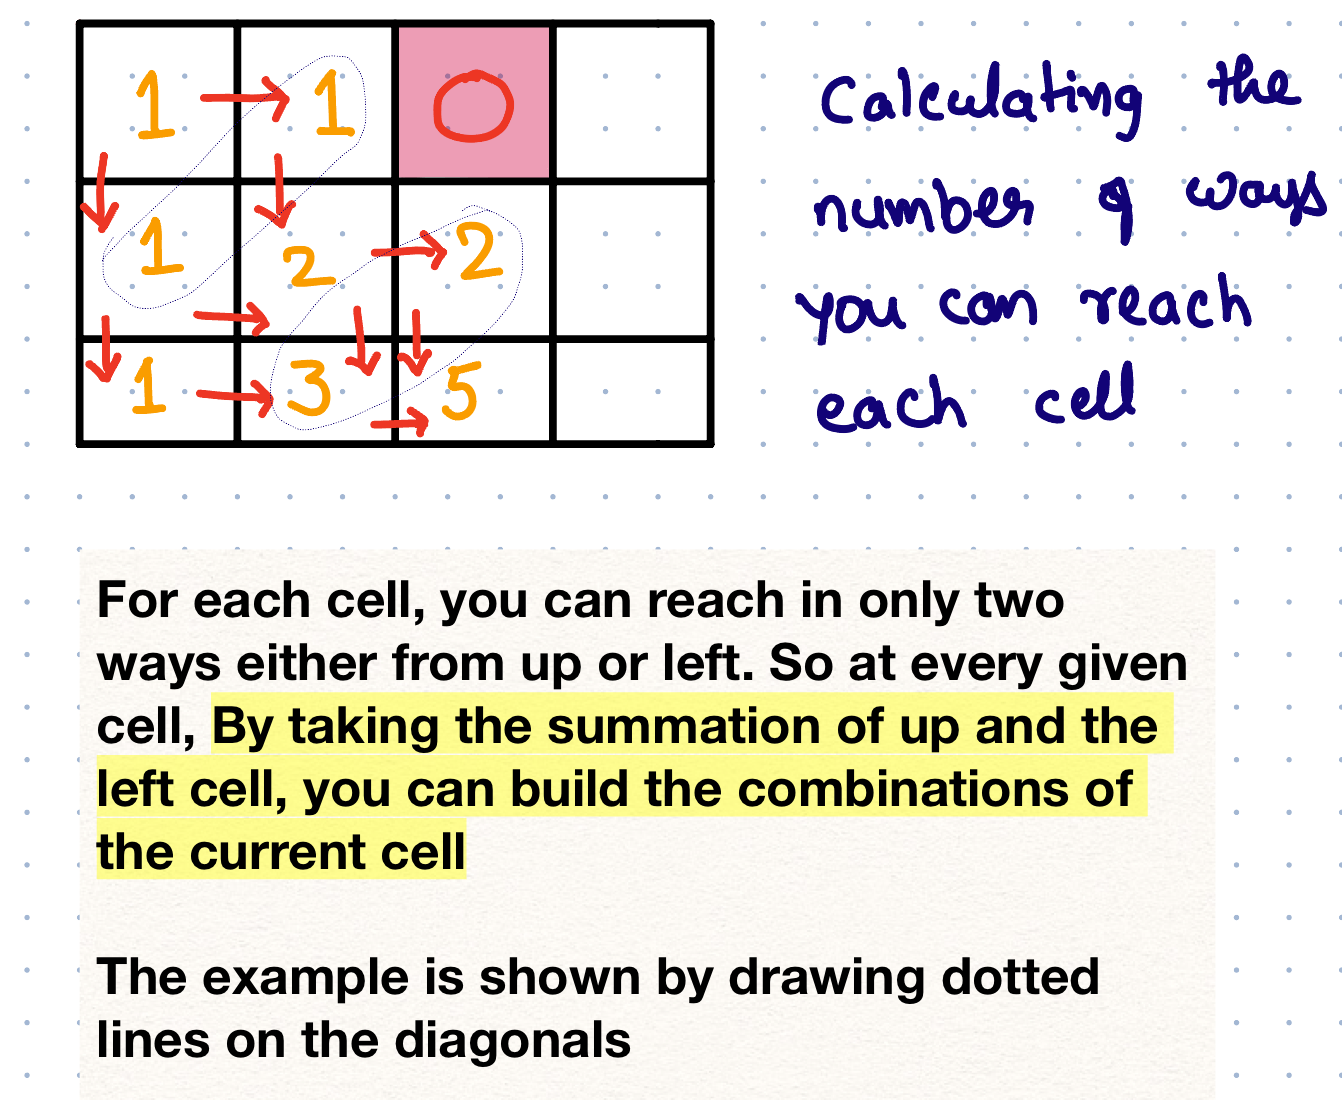 1 1 0
Calculating the
1 2 2
number of ways
you can reach
1 3 5
each cell
For each cell, you can reach in only two
ways either from up or left. So at every given
cell, By taking the summation of up and the
left cell, you can build the combinations of
the current cell
The example is shown by drawing dotted
lines on the diagonals